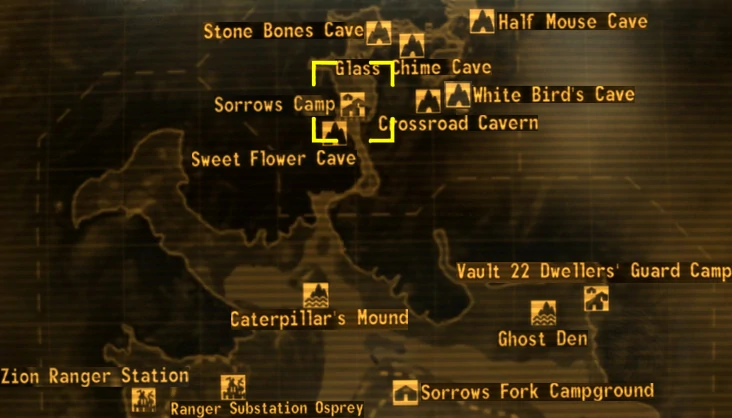 Half Mouse Cave
Stone Bones Cave
Glass Chime Cave
White Bird's Cave
Sorrows Camp
Crossroad Cavern
Sweet Flower Cave
Vault 22 Dwellers' Guard Camp
Caterpillar's Mound
Ghost Den
Zion Ranger Station
Sorrows Fork Campground
Ranger Substation Osprey